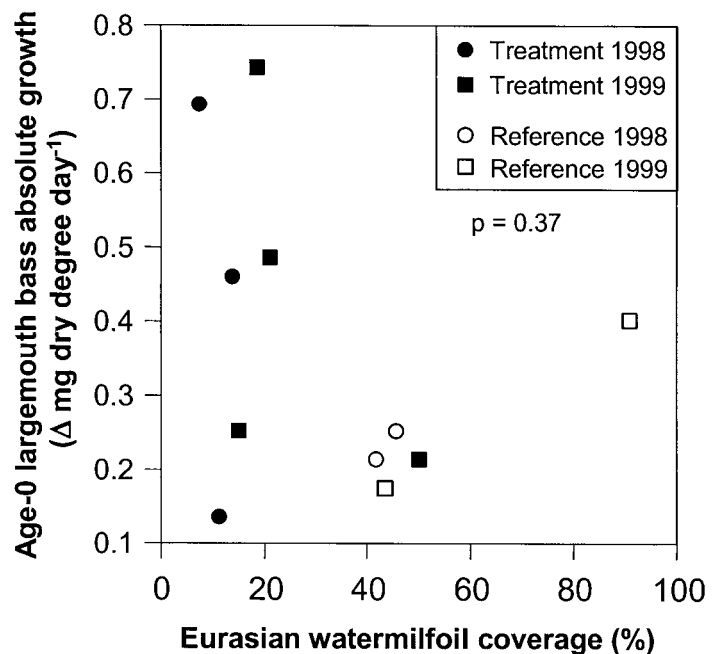 Age-0 largemouth bass absolute growth
(Δ mg dry degree day⁻¹)
0.8
0.7
0.6
0.5
0.4
0.3
0.2
0.1
Treatment 1998
Treatment 1999
Reference 1998
Reference 1999
p = 0.37
0 20 40 60 80 100
Eurasian watermilfoil coverage (%)